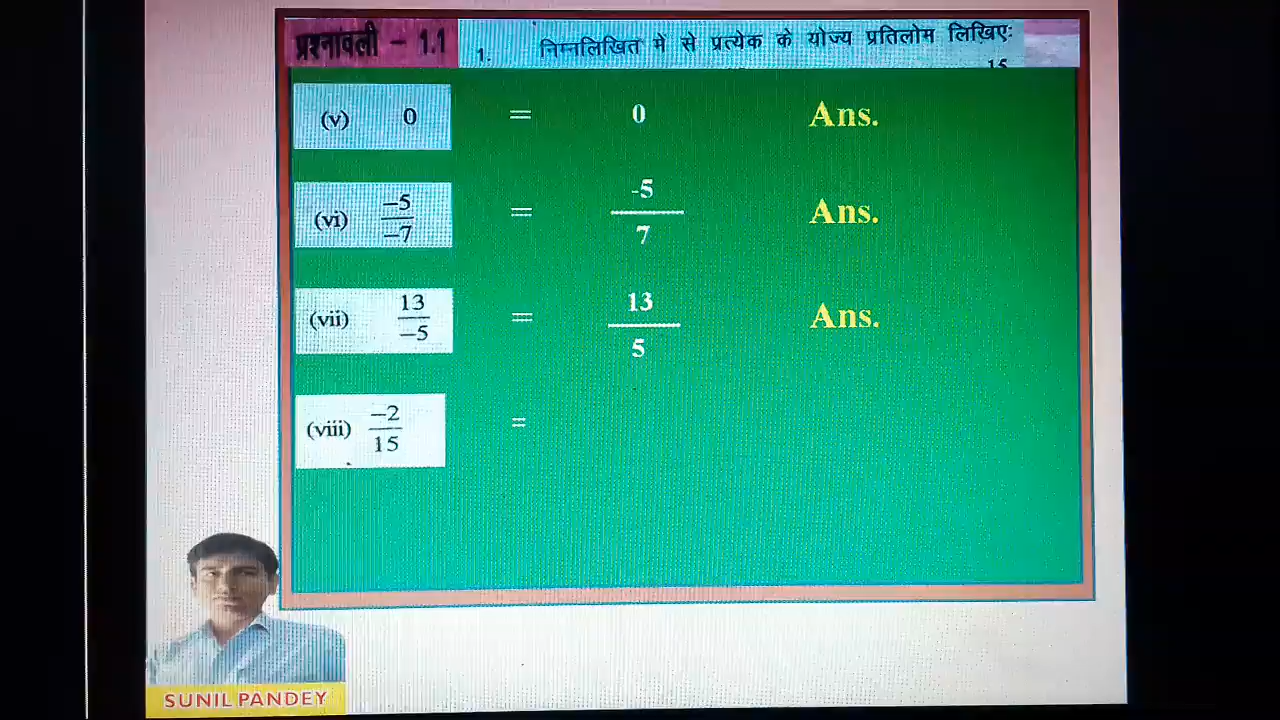 प्रश्नावली - 1.1
1. निम्नलिखित में से प्रत्येक के योज्य प्रतिलोम लिखिए:
15
(v) 0 = 0 Ans.
(vi) −5/−7 = -5/7 Ans.
(vii) 13/−5 = 13/5 Ans.
(viii) −2/15 =
SUNIL PANDEY